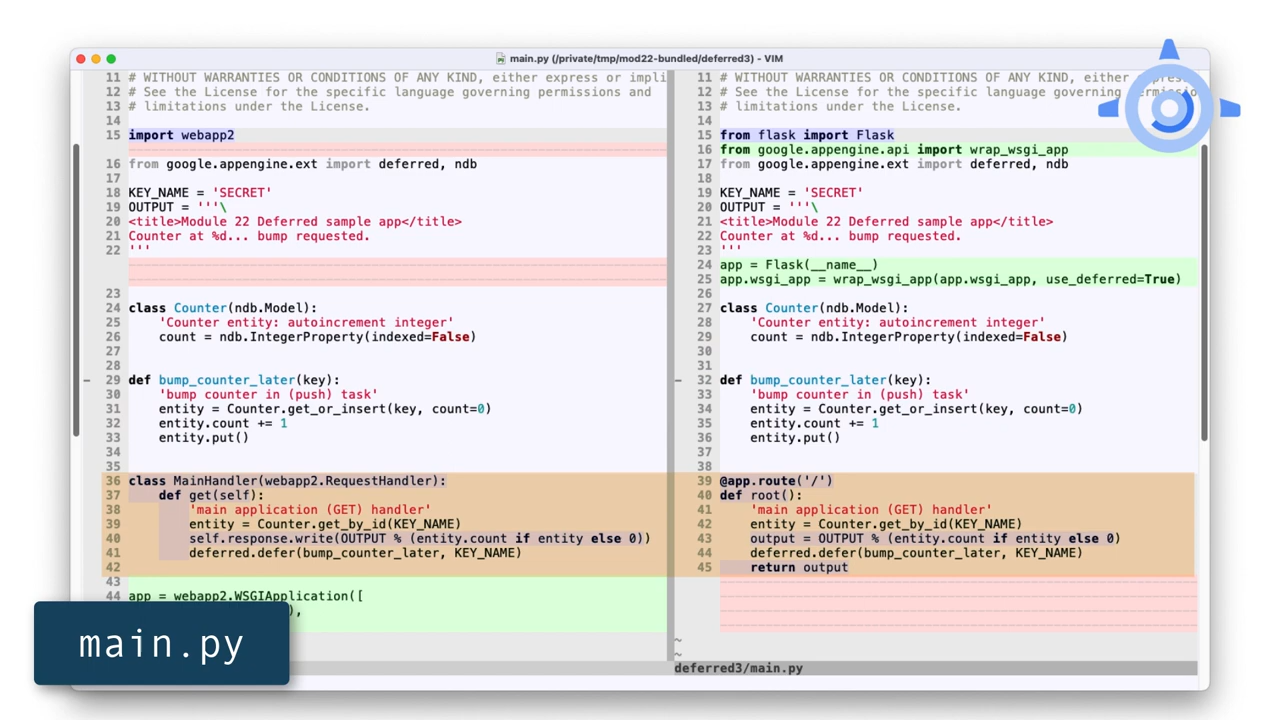 main.py (/private/tmp/mod22-bundled/deferred3) - VIM
11 # WITHOUT WARRANTIES OR CONDITIONS OF ANY KIND, either express or impli
12 # See the License for the specific language governing permissions and
13 # limitations under the License.
14
15 import webapp2
16 from google.appengine.ext import deferred, ndb
17
18 KEY_NAME = 'SECRET'
19 OUTPUT = '''\
20 <title>Module 22 Deferred sample app</title>
21 Counter at %d... bump requested.
22 '''
23
24 class Counter(ndb.Model):
25     'Counter entity: autoincrement integer'
26     count = ndb.IntegerProperty(indexed=False)
27
28
29 def bump_counter_later(key):
30     'bump counter in (push) task'
31     entity = Counter.get_or_insert(key, count=0)
32     entity.count += 1
33     entity.put()
34
35
36 class MainHandler(webapp2.RequestHandler):
37     def get(self):
38         'main application (GET) handler'
39         entity = Counter.get_by_id(KEY_NAME)
40         self.response.write(OUTPUT % (entity.count if entity else 0))
41         deferred.defer(bump_counter_later, KEY_NAME)
42
43
44 app = webapp2.WSGIApplication([
),
11 # WITHOUT WARRANTIES OR CONDITIONS OF ANY KIND, either
12 # See the License for the specific language governing
13 # limitations under the License.
14
15 from flask import Flask
16 from google.appengine.api import wrap_wsgi_app
17 from google.appengine.ext import deferred, ndb
18
19 KEY_NAME = 'SECRET'
20 OUTPUT = '''\
21 <title>Module 22 Deferred sample app</title>
22 Counter at %d... bump requested.
23 '''
24 app = Flask(__name__)
25 app.wsgi_app = wrap_wsgi_app(app.wsgi_app, use_deferred=True)
26
27 class Counter(ndb.Model):
28     'Counter entity: autoincrement integer'
29     count = ndb.IntegerProperty(indexed=False)
30
31
32 def bump_counter_later(key):
33     'bump counter in (push) task'
34     entity = Counter.get_or_insert(key, count=0)
35     entity.count += 1
36     entity.put()
37
38
39 @app.route('/')
40 def root():
41     'main application (GET) handler'
42     entity = Counter.get_by_id(KEY_NAME)
43     output = OUTPUT % (entity.count if entity else 0)
44     deferred.defer(bump_counter_later, KEY_NAME)
45     return output
~
~
deferred3/main.py
main.py